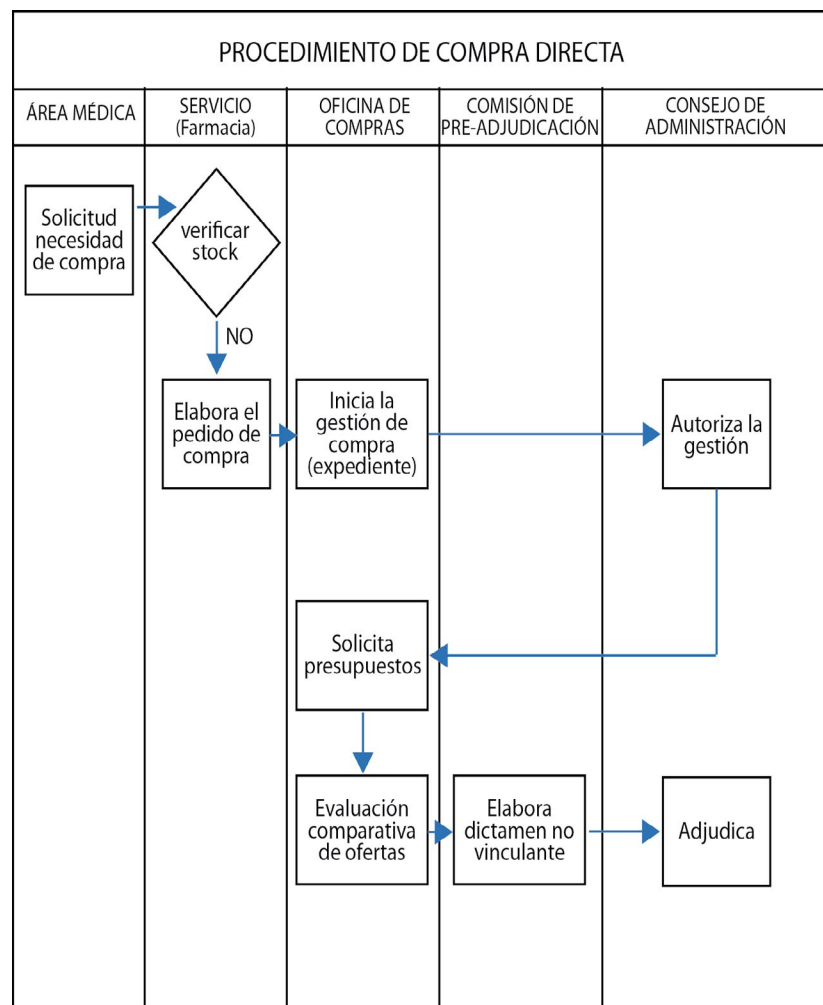 PROCEDIMIENTO DE COMPRA DIRECTA
ÁREA MÉDICA
SERVICIO
(Farmacia)
OFICINA DE
COMPRAS
COMISIÓN DE
PRE-ADJUDICACIÓN
CONSEJO DE
ADMINISTRACIÓN
Solicitud
necesidad
de compra
verificar
stock
NO
Elabora el
pedido de
compra
Inicia la
gestión de
compra
(expediente)
Autoriza la
gestión
Solicita
presupuestos
Evaluación
comparativa
de ofertas
Elabora
dictamen no
vinculante
Adjudica